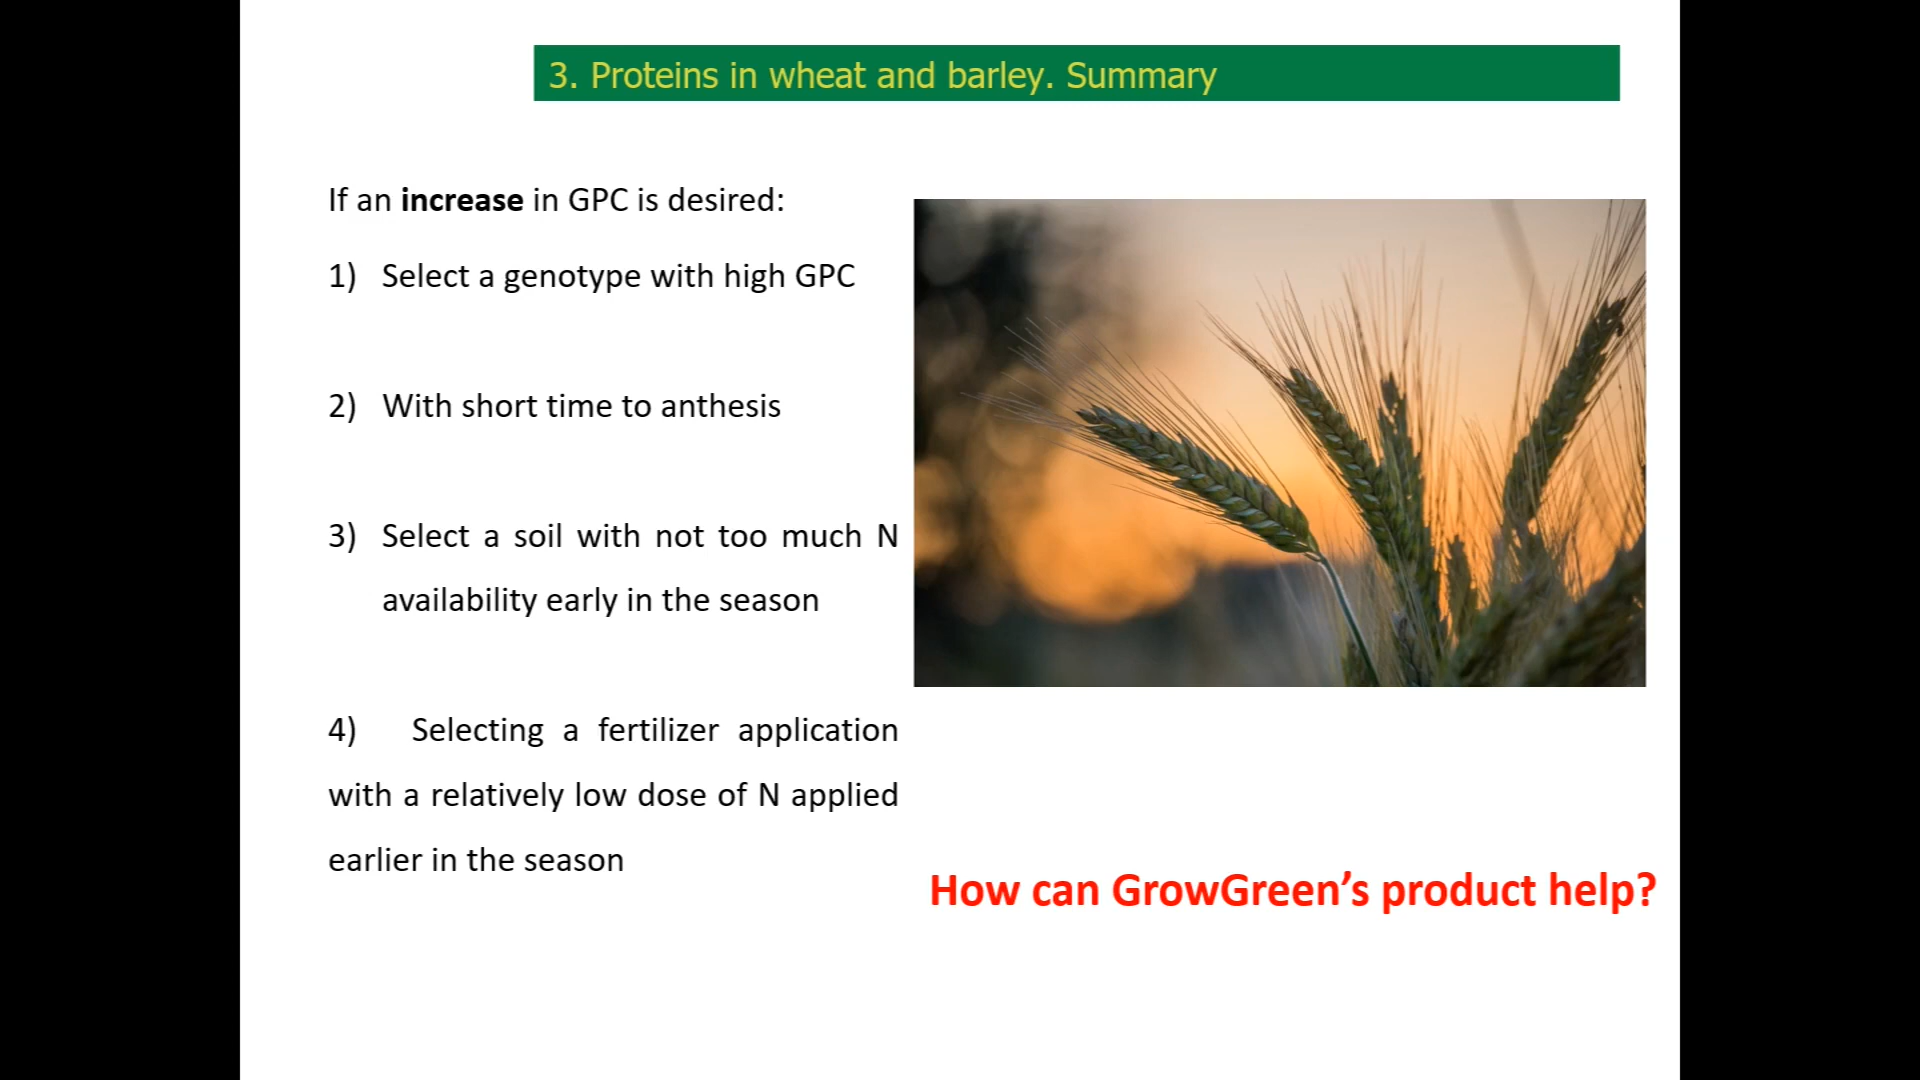 3. Proteins in wheat and barley. Summary
If an increase in GPC is desired:
1) Select a genotype with high GPC
2) With short time to anthesis
3) Select a soil with not too much N
availability early in the season
4) Selecting a fertilizer application
with a relatively low dose of N applied
earlier in the season
How can GrowGreen’s product help?